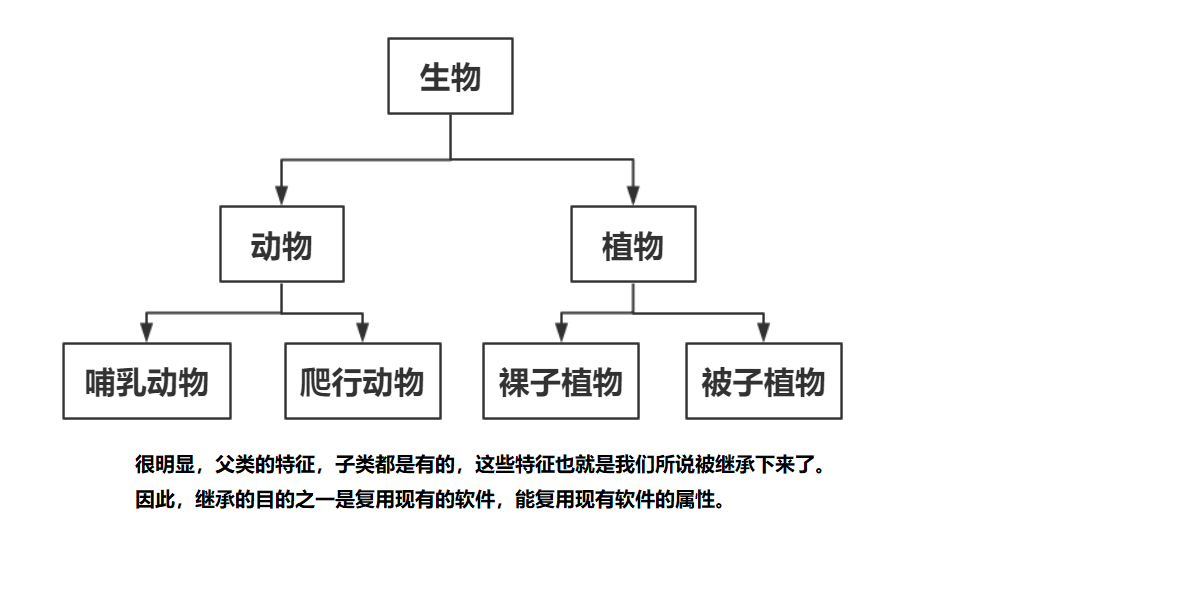 生物
动物
植物
哺乳动物
爬行动物
裸子植物
被子植物
很明显，父类的特征，子类都是有的，这些特征也就是我们所说被继承下来了。
因此，继承的目的之一是复用现有的软件，能复用现有软件的属性。